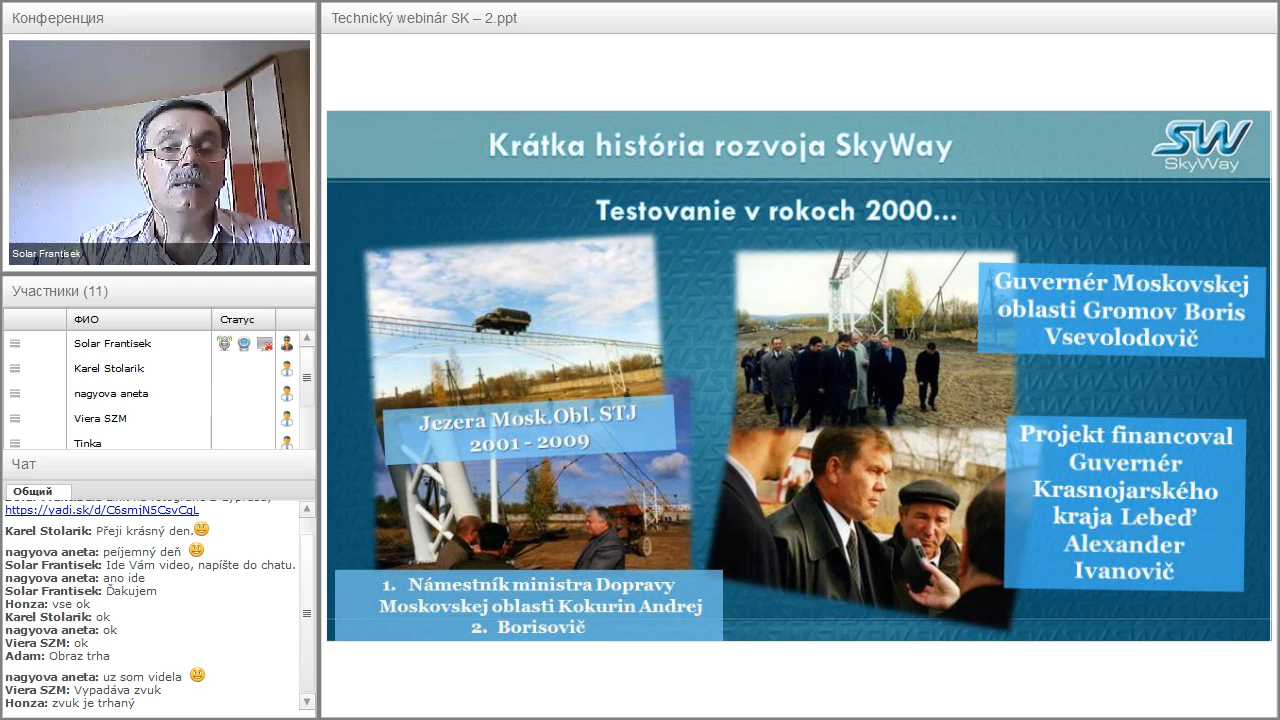 Конференция
Solar Frantisek
Участники (11)
ФИО
Статус
Solar Frantisek
Karel Stolarik
nagyova aneta
Viera SZM
Tinka
Чат
Общий
https://yadi.sk/d/C6smjN5CsvCqL
Karel Stolarik: Přeji krásný den.
nagyova aneta: peíjemný deň
Solar Frantisek: Ide Vám video, napíšte do chatu.
nagyova aneta: ano ide
Solar Frantisek: Ďakujem
Honza: vse ok
Karel Stolarik: ok
nagyova aneta: ok
Viera SZM: ok
Adam: Obraz trha
nagyova aneta: uz som videla
Viera SZM: Vypadáva zvuk
Honza: zvuk je trhaný
Technický webinár SK – 2.ppt
Krátka história rozvoja SkyWay
SW
SkyWay
Testovanie v rokoch 2000...
Jezera Mosk.Obl. STJ
2001 - 2009
1. Námestník ministra Dopravy
Moskovskej oblasti Kokurin Andrej
2. Borisovič
Guvernér Moskovskej
oblasti Gromov Boris
Vsevolodovič
Projekt financoval
Guvernér
Krasnojarského
kraja Lebeď
Alexander
Ivanovič